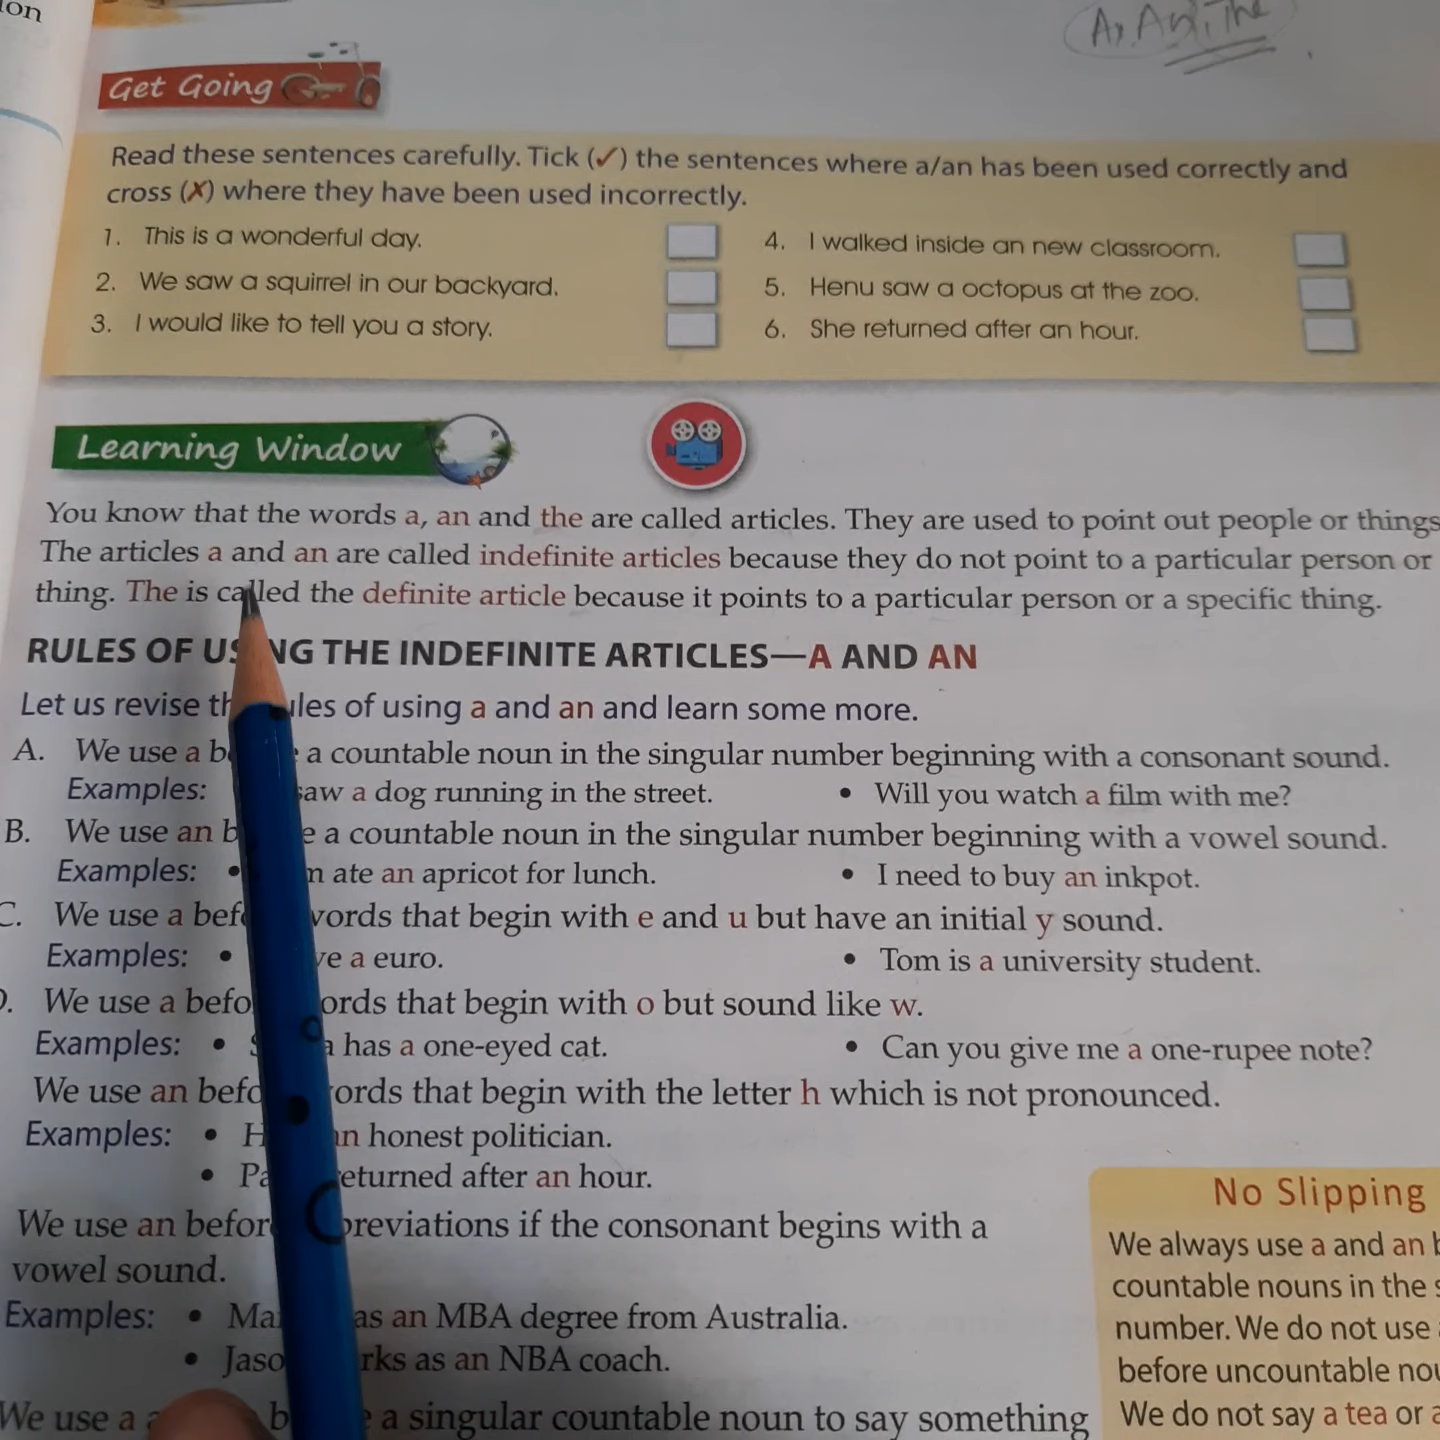 on
A, An, The
Get Going
Read these sentences carefully. Tick (✓) the sentences where a/an has been used correctly and
cross (✗) where they have been used incorrectly.
1. This is a wonderful day.
2. We saw a squirrel in our backyard.
3. I would like to tell you a story.
4. I walked inside an new classroom.
5. Henu saw a octopus at the zoo.
6. She returned after an hour.
Learning Window
You know that the words a, an and the are called articles. They are used to point out people or things
The articles a and an are called indefinite articles because they do not point to a particular person or
thing. The is called the definite article because it points to a particular person or a specific thing.
RULES OF USING THE INDEFINITE ARTICLES—A AND AN
Let us revise the rules of using a and an and learn some more.
A. We use a before a countable noun in the singular number beginning with a consonant sound.
Examples: saw a dog running in the street. • Will you watch a film with me?
B. We use an before a countable noun in the singular number beginning with a vowel sound.
Examples: • ate an apricot for lunch. • I need to buy an inkpot.
C. We use a before words that begin with e and u but have an initial y sound.
Examples: • a euro. • Tom is a university student.
D. We use a before words that begin with o but sound like w.
Examples: • has a one-eyed cat. • Can you give me a one-rupee note?
We use an before words that begin with the letter h which is not pronounced.
Examples: • an honest politician.
• returned after an hour.
We use an before abbreviations if the consonant begins with a
vowel sound.
Examples: • as an MBA degree from Australia.
• as an NBA coach.
We use a a singular countable noun to say something
No Slipping
We always use a and an
countable nouns in the
number. We do not use
before uncountable
We do not say a tea or